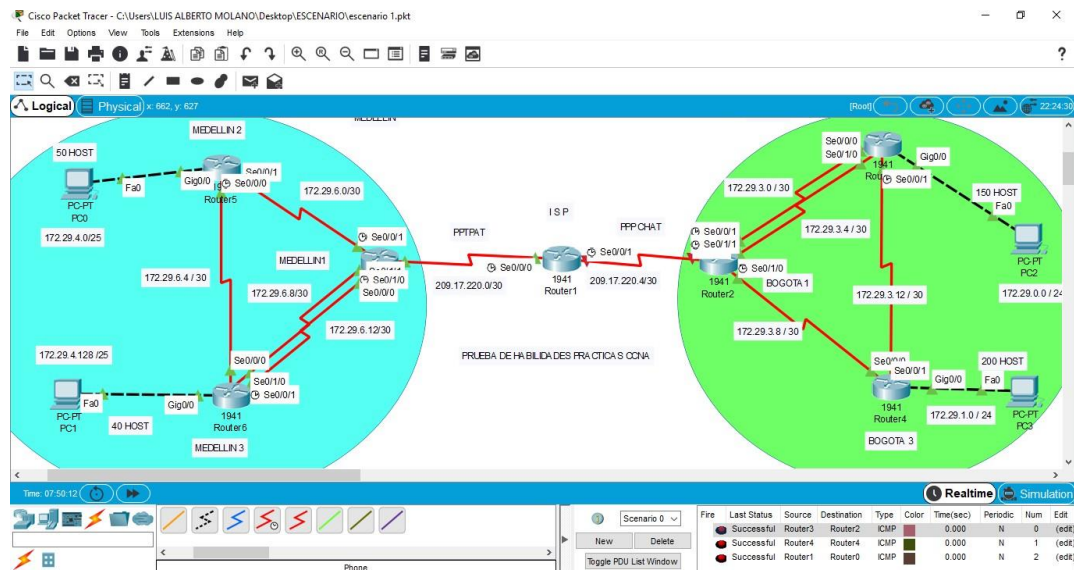 Cisco Packet Tracer - C:\Users\LUIS ALBERTO MOLANO\Desktop\ESCENARIO\escenario 1.pkt
File Edit Options View Tools Extensions Help
Logical Physical x: 662, y: 627 [Root] 22:24:30
MEDELLIN 2
50 HOST
Fa0
Gig0/0
Se0/0/1
Se0/0/0
Router5
PC-PT
PC0
172.29.4.0/25
172.29.6.0/30
172.29.6.4 / 30
MEDELLIN1
Se0/0/1
Se0/1/0
Se0/0/0
172.29.6.8/30
172.29.6.12/30
172.29.4.128 /25
Se0/0/0
Se0/1/0
Se0/0/1
Fa0
Gig0/0
PC-PT
PC1
40 HOST
1941
Router6
MEDELLIN 3
I S P
PPTPAT
PPP CHAT
Se0/0/0
Se0/0/1
209.17.220.0/30
1941
Router1
209.17.220.4/30
PRUEBA DE HABILIDADES PRACTICAS CCNA
Se0/0/0
Se0/1/0
1941
Se0/0/1
Gig0/0
150 HOST
Fa0
PC-PT
PC2
172.29.0.0 / 24
172.29.3.0 / 30
172.29.3.4 / 30
Se0/0/1
Se0/1/1
Se0/1/0
1941
Router2
BOGOTA 1
172.29.3.12 / 30
172.29.3.8 / 30
Se0/0/1
200 HOST
Gig0/0
Fa0
1941
Router4
172.29.1.0 / 24
PC-PT
PC3
BOGOTA 3
Time: 07:50:12 Realtime Simulation
Scenario 0
New Delete
Toggle PDU List Window
Fire Last Status Source Destination Type Color Time(sec) Periodic Num Edit
Successful Router3 Router2 ICMP 0.000 N 0 (edit
Successful Router4 Router4 ICMP 0.000 N 1 (edit
Successful Router1 Router0 ICMP 0.000 N 2 (edit
Phone